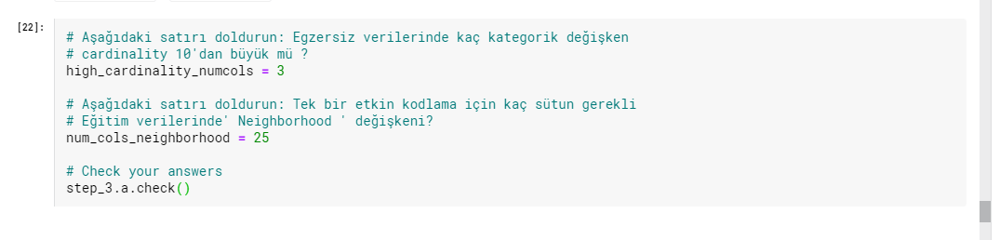 [22]:
# Aşağıdaki satırı doldurun: Egzersiz verilerinde kaç kategorik değişken
# cardinality 10'dan büyük mü ?
high_cardinality_numcols = 3
# Aşağıdaki satırı doldurun: Tek bir etkin kodlama için kaç sütun gerekli
# Eğitim verilerinde' Neighborhood ' değişkeni?
num_cols_neighborhood = 25
# Check your answers
step_3.a.check()